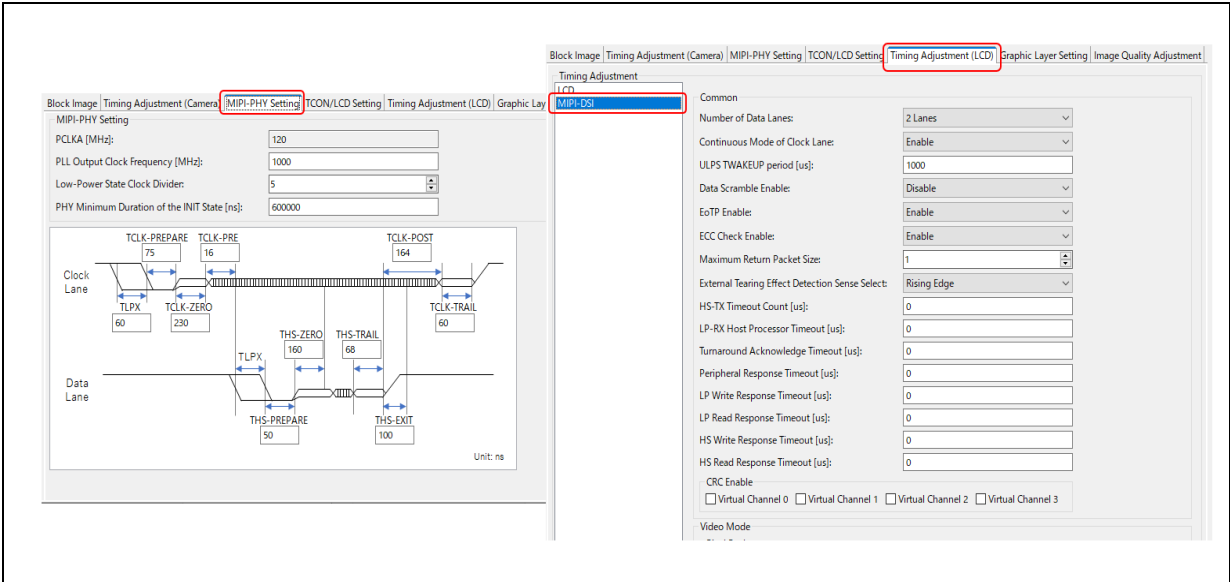 Block Image Timing Adjustment (Camera) MIPI-PHY Setting TCON/LCD Setting Timing Adjustment (LCD) Graphic Lay
MIPI-PHY Setting
PCLKA [MHz]: 120
PLL Output Clock Frequency [MHz]: 1000
Low-Power State Clock Divider: 5
PHY Minimum Duration of the INIT State [ns]: 600000
TCLK-PREPARE TCLK-PRE TCLK-POST
75 16 164
Clock
Lane
TLPX TCLK-ZERO TCLK-TRAIL
60 230 60
THS-ZERO THS-TRAIL
160 68
TLPX
Data
Lane
THS-PREPARE THS-EXIT
50 100
Unit: ns
Block Image Timing Adjustment (Camera) MIPI-PHY Setting TCON/LCD Setting Timing Adjustment (LCD) Graphic Layer Setting Image Quality Adjustment
Timing Adjustment
LCD
MIPI-DSI
Common
Number of Data Lanes: 2 Lanes
Continuous Mode of Clock Lane: Enable
ULPS TWAKEUP period [us]: 1000
Data Scramble Enable: Disable
EoTP Enable: Enable
ECC Check Enable: Enable
Maximum Return Packet Size: 1
External Tearing Effect Detection Sense Select: Rising Edge
HS-TX Timeout Count [us]: 0
LP-RX Host Processor Timeout [us]: 0
Turnaround Acknowledge Timeout [us]: 0
Peripheral Response Timeout [us]: 0
LP Write Response Timeout [us]: 0
LP Read Response Timeout [us]: 0
HS Write Response Timeout [us]: 0
HS Read Response Timeout [us]: 0
CRC Enable
Virtual Channel 0 Virtual Channel 1 Virtual Channel 2 Virtual Channel 3
Video Mode